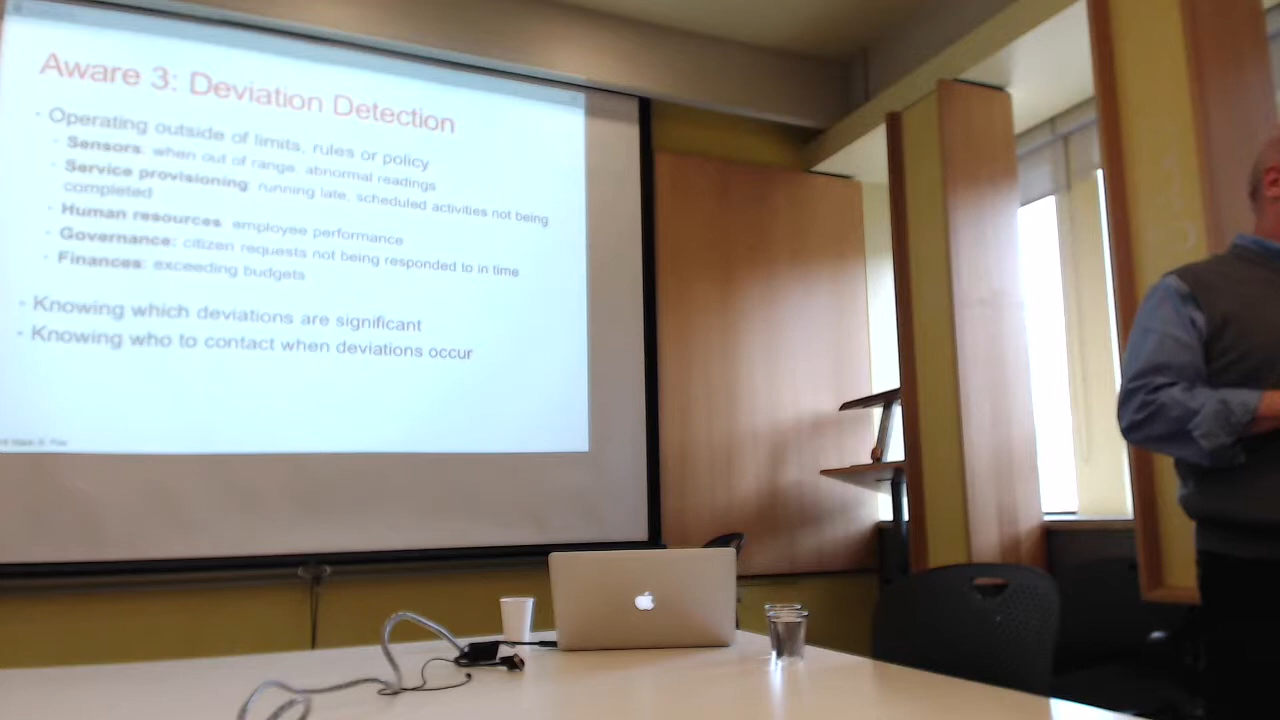 Aware 3: Deviation Detection
• Operating outside of limits, rules or policy
• Sensors: when out of range, abnormal readings
• Service provisioning: running late, scheduled activities not being
completed
• Human resources: employee performance
• Governance: citizen requests not being responded to in time
• Finances: exceeding budgets
• Knowing which deviations are significant
• Knowing who to contact when deviations occur